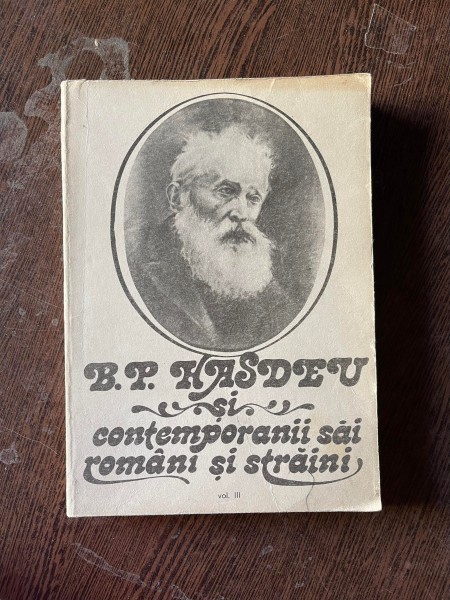 B.P. HASDEU
și
contemporanii săi
români și străini
vol. III